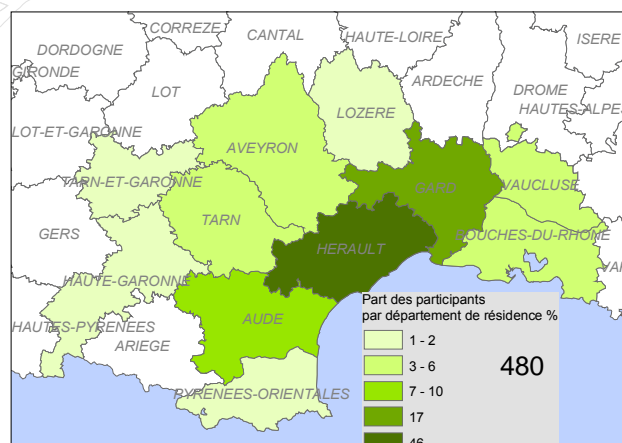 CORREZE
CANTAL
HAUTE-LOIRE
ISERE
DORDOGNE
GIRONDE
LOT
ARDECHE
DROME
HAUTES-ALPES
LOZERE
LOT-ET-GARONNE
AVEYRON
TARN-ET-GARONNE
GARD
VAUCLUSE
TARN
GERS
BOUCHES-DU-RHONE
HERAULT
HAUTE-GARONNE
VAR
AUDE
HAUTES-PYRENEES
ARIEGE
PYRENEES-ORIENTALES
Part des participants
par département de résidence %
1 - 2
3 - 6
480
7 - 10
17
46